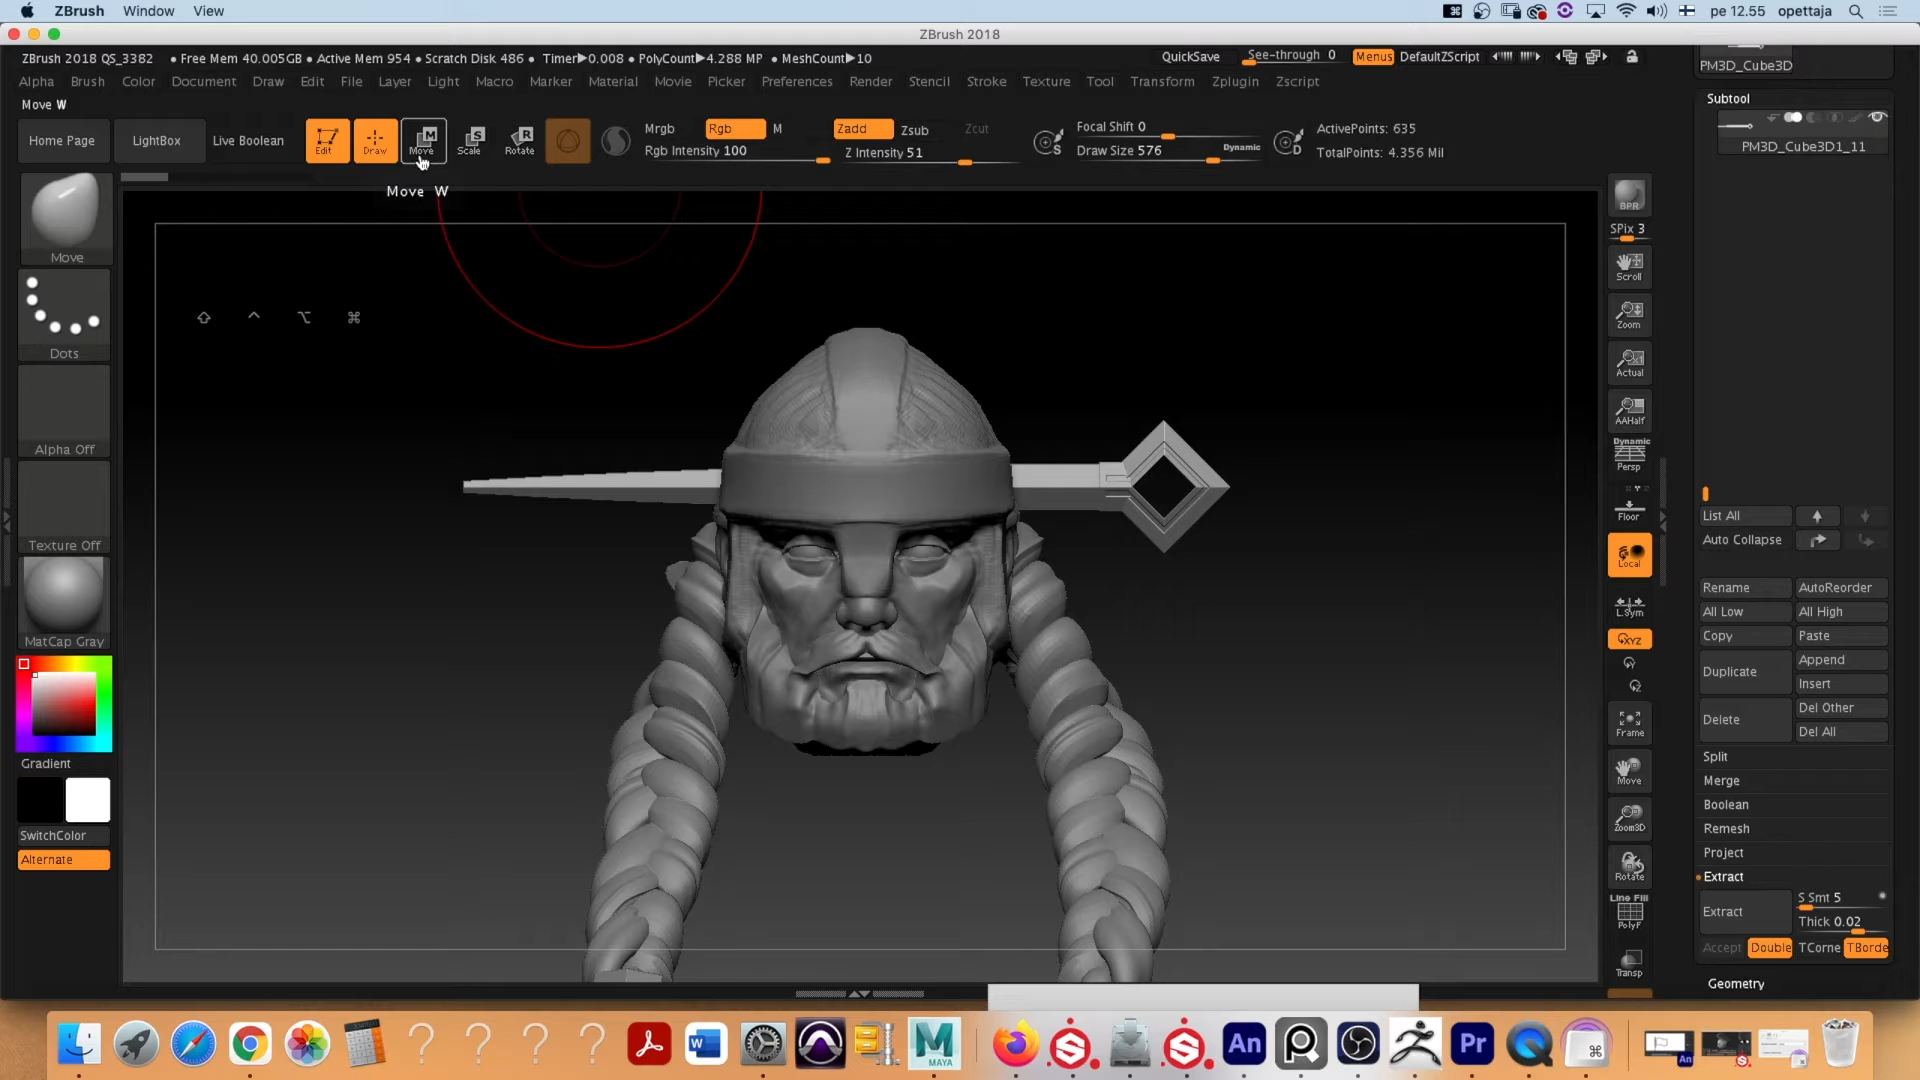 ZBrush Window View
pe 12.55 opettaja
ZBrush 2018
ZBrush 2018 QS_3382 • Free Mem 40.005GB • Active Mem 954 • Scratch Disk 486 • Timer▶0.008 • PolyCount▶4.288 MP • MeshCount▶10
QuickSave See-through 0 Menus DefaultZScript
Alpha Brush Color Document Draw Edit File Layer Light Macro Marker Material Movie Picker Preferences Render Stencil Stroke Texture Tool Transform Zplugin Zscript
Move W
Home Page LightBox Live Boolean
Edit Draw Move Scale Rotate
Mrgb Rgb M
Rgb Intensity 100
Zadd Zsub Zcut
Z Intensity 51
Focal Shift 0
Draw Size 576 Dynamic
ActivePoints: 635
TotalPoints: 4.356 Mil
Move W
Move
Dots
Alpha Off
Texture Off
MatCap Gray
Gradient
SwitchColor
Alternate
⇧ ^ ⌥ ⌘
BPR
SPix 3
Scroll
Zoom
Actual
AAHalf
Dynamic
Persp
Floor
Local
L.Sym
XYZ
Frame
Move
Zoom3D
Rotate
Line Fill
PolyF
Transp
PM3D_Cube3D
Subtool
PM3D_Cube3D1_11
List All
Auto Collapse
Rename AutoReorder
All Low All High
Copy Paste
Duplicate Append
Insert
Delete Del Other
Del All
Split
Merge
Boolean
Remesh
Project
Extract
Extract S Smt 5
Thick 0.02
Accept Double TCorne TBorde
Geometry
W
MAYA
An
Pr
⌘
An